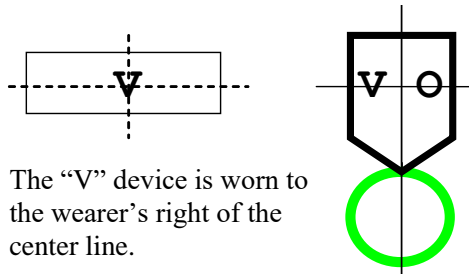 V
V O
The “V” device is worn to
the wearer’s right of the
center line.